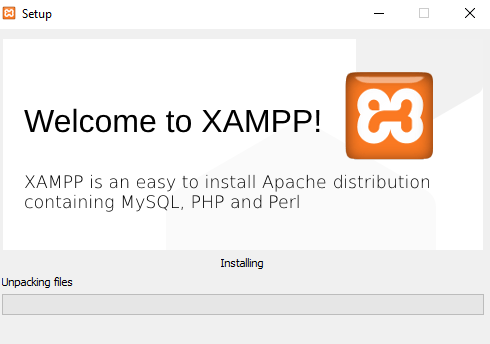 Setup
Welcome to XAMPP!
XAMPP is an easy to install Apache distribution
containing MySQL, PHP and Perl
Installing
Unpacking files